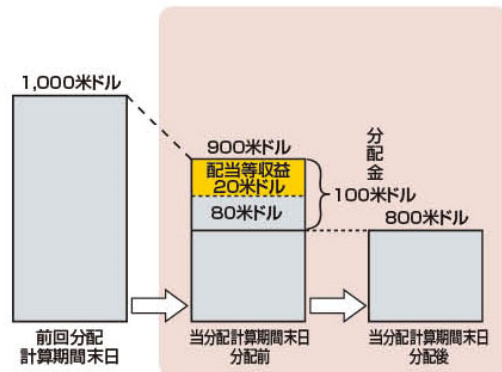 1,000米ドル
900米ドル
配当等収益
20米ドル
80米ドル
分配金
100米ドル
800米ドル
前回分配
計算期間末日
当分配計算期間末日
分配前
当分配計算期間末日
分配後